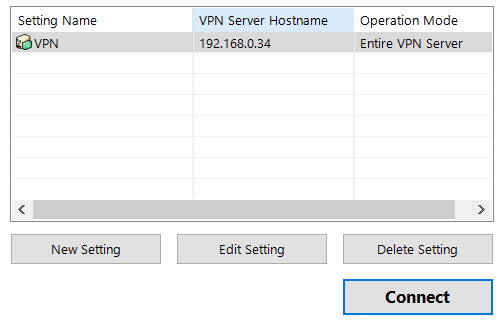 Setting Name VPN Server Hostname Operation Mode
VPN 192.168.0.34 Entire VPN Server
New Setting Edit Setting Delete Setting
Connect